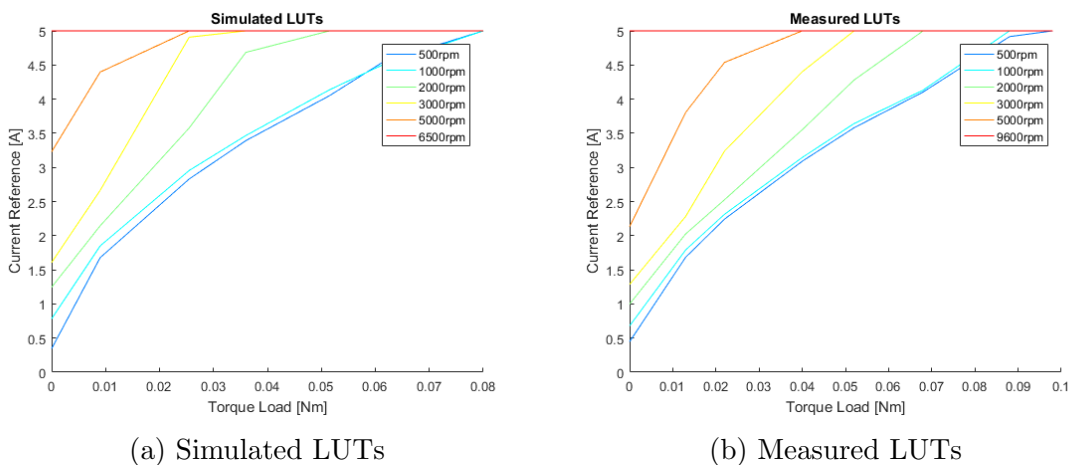 Simulated LUTs
5
4.5
4
3.5
3
2.5
2
1.5
1
0.5
0
Current Reference [A]
0 0.01 0.02 0.03 0.04 0.05 0.06 0.07 0.08
Torque Load [Nm]
500rpm
1000rpm
2000rpm
3000rpm
5000rpm
6500rpm
(a) Simulated LUTs
Measured LUTs
5
4.5
4
3.5
3
2.5
2
1.5
1
0.5
0
Current Reference [A]
0 0.01 0.02 0.03 0.04 0.05 0.06 0.07 0.08 0.09 0.1
Torque Load [Nm]
500rpm
1000rpm
2000rpm
3000rpm
5000rpm
9600rpm
(b) Measured LUTs